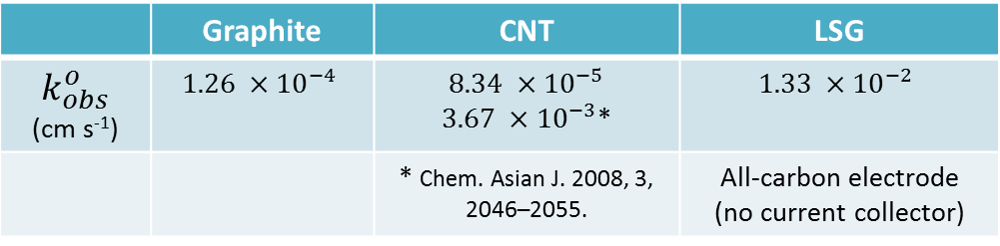 Graphite CNT LSG
k°obs 1.26 × 10⁻⁴ 8.34 × 10⁻⁵ 1.33 × 10⁻²
(cm s⁻¹) 3.67 × 10⁻³*
* Chem. Asian J. 2008, 3, All-carbon electrode
2046–2055. (no current collector)